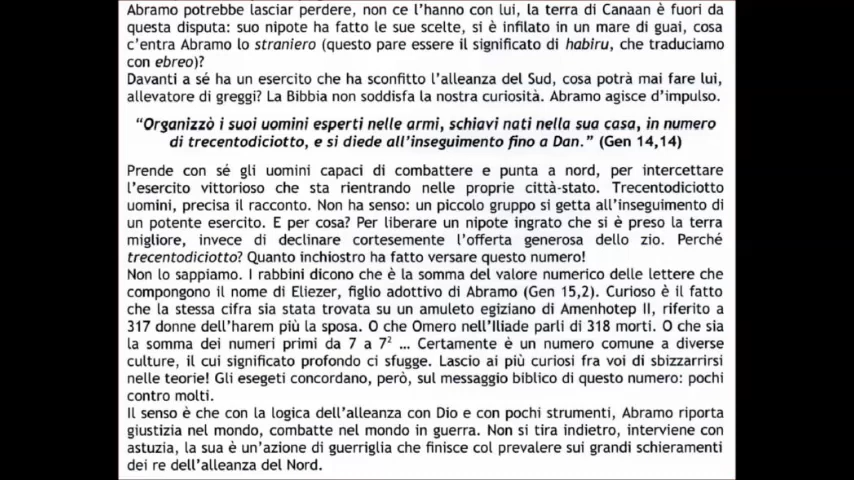 Abramo potrebbe lasciar perdere, non ce l'hanno con lui, la terra di Canaan è fuori da
questa disputa: suo nipote ha fatto le sue scelte, si è infilato in un mare di guai, cosa
c'entra Abramo lo straniero (questo pare essere il significato di habiru, che traduciamo
con ebreo)?
Davanti a sé ha un esercito che ha sconfitto l'alleanza del Sud, cosa potrà mai fare lui,
allevatore di greggi? La Bibbia non soddisfa la nostra curiosità. Abramo agisce d'impulso.
"Organizzò i suoi uomini esperti nelle armi, schiavi nati nella sua casa, in numero
di trecentodiciotto, e si diede all'inseguimento fino a Dan." (Gen 14,14)
Prende con sé gli uomini capaci di combattere e punta a nord, per intercettare
l'esercito vittorioso che sta rientrando nelle proprie città-stato. Trecentodiciotto
uomini, precisa il racconto. Non ha senso: un piccolo gruppo si getta all'inseguimento di
un potente esercito. E per cosa? Per liberare un nipote ingrato che si è preso la terra
migliore, invece di declinare cortesemente l'offerta generosa dello zio. Perché
trecentodiciotto? Quanto inchiostro ha fatto versare questo numero!
Non lo sappiamo. I rabbini dicono che è la somma del valore numerico delle lettere che
compongono il nome di Eliezer, figlio adottivo di Abramo (Gen 15,2). Curioso è il fatto
che la stessa cifra sia stata trovata su un amuleto egiziano di Amenhotep II, riferito a
317 donne dell'harem più la sposa. O che Omero nell'Iliade parli di 318 morti. O che sia
la somma dei numeri primi da 7 a 7² ... Certamente è un numero comune a diverse
culture, il cui significato profondo ci sfugge. Lascio ai più curiosi fra voi di sbizzarrirsi
nelle teorie! Gli esegeti concordano, però, sul messaggio biblico di questo numero: pochi
contro molti.
Il senso è che con la logica dell'alleanza con Dio e con pochi strumenti, Abramo riporta
giustizia nel mondo, combatte nel mondo in guerra. Non si tira indietro, interviene con
astuzia, la sua è un'azione di guerriglia che finisce col prevalere sui grandi schieramenti
dei re dell'alleanza del Nord.